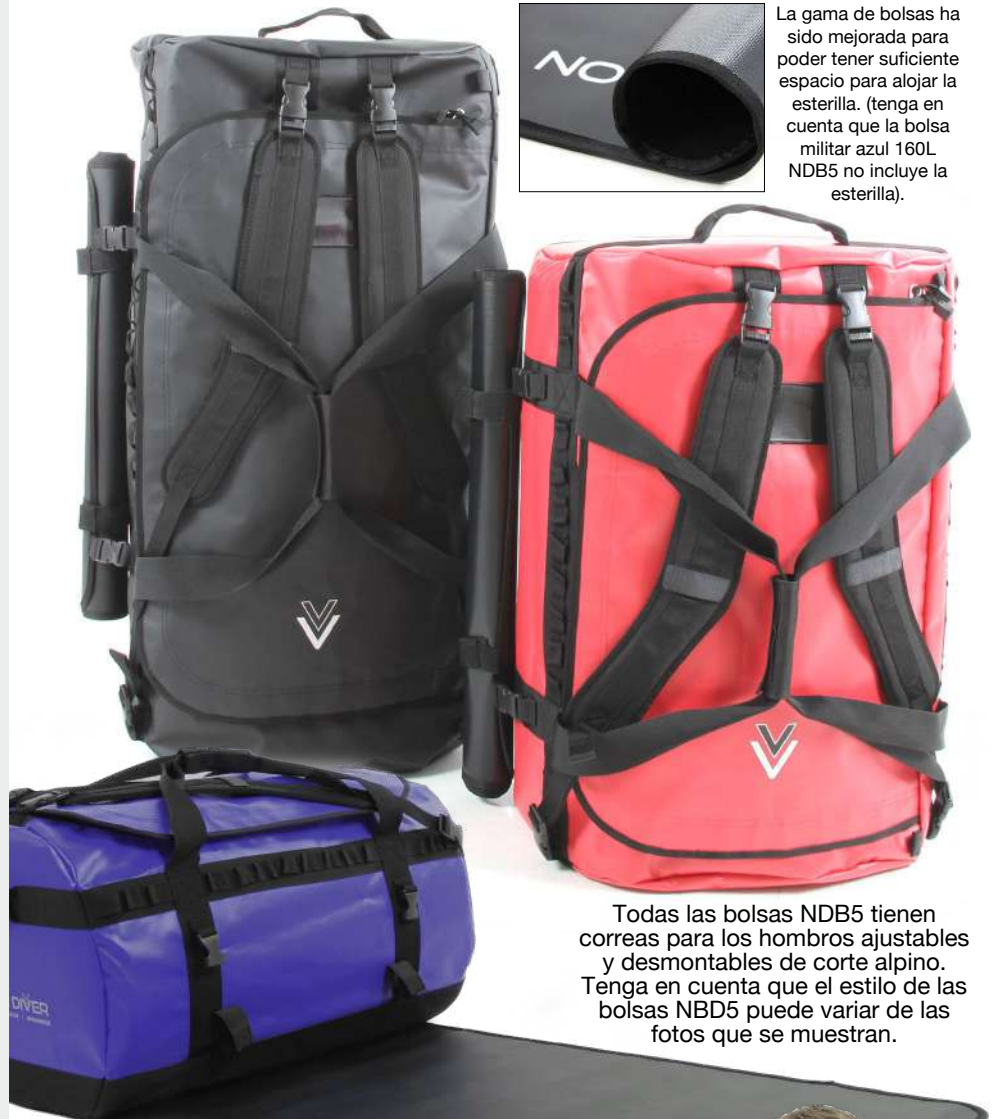 La gama de bolsas ha
sido mejorada para
poder tener suficiente
espacio para alojar la
esterilla. (tenga en
cuenta que la bolsa
militar azul 160L
NDB5 no incluye la
esterilla).
NO
Todas las bolsas NDB5 tienen
correas para los hombros ajustables
y desmontables de corte alpino.
Tenga en cuenta que el estilo de las
bolsas NBD5 puede variar de las
fotos que se muestran.
DIVER